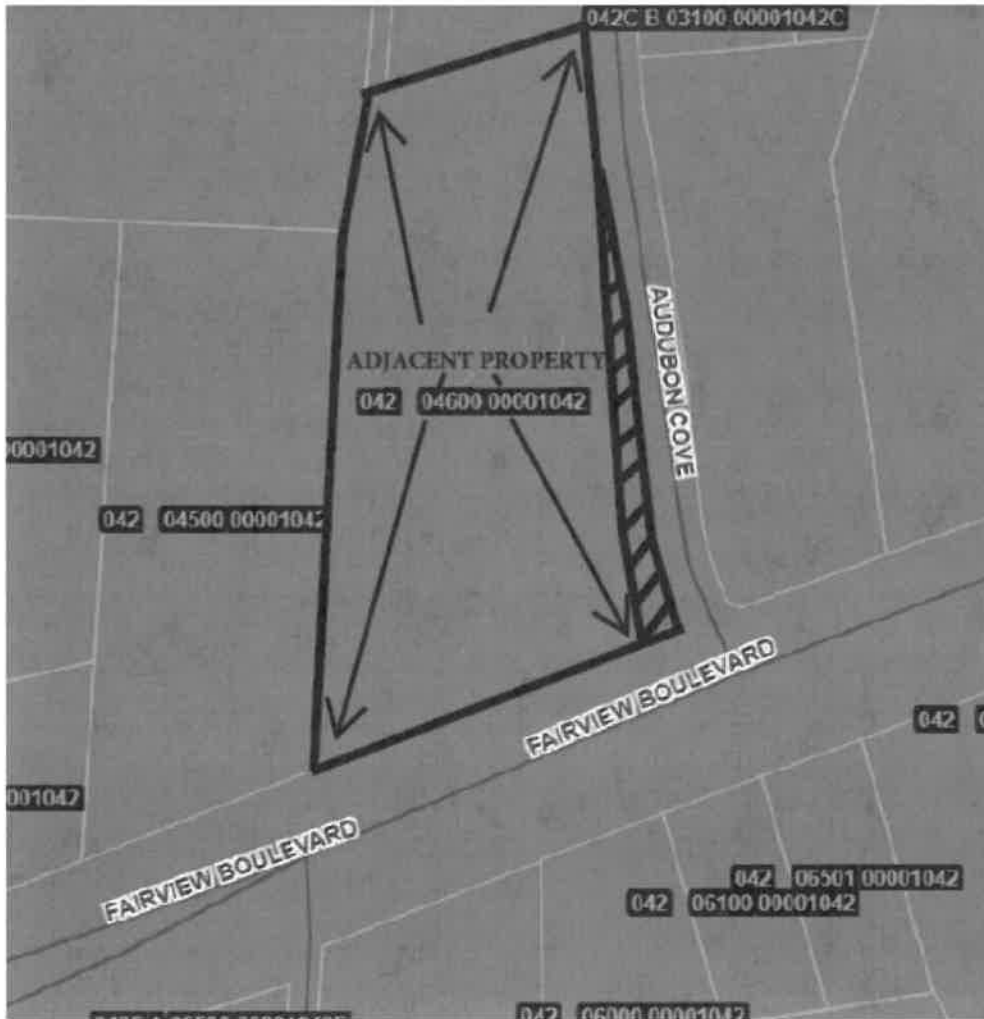 042C B 03100 00001042C
AUDUBON COVE
ADJACENT PROPERTY
042 04600 00001042
00001042
042 04500 00001042
FAIRVIEW BOULEVARD
042
001042
FAIRVIEW BOULEVARD
042 06501 00001042
042 06100 00001042
042 06000 00001042